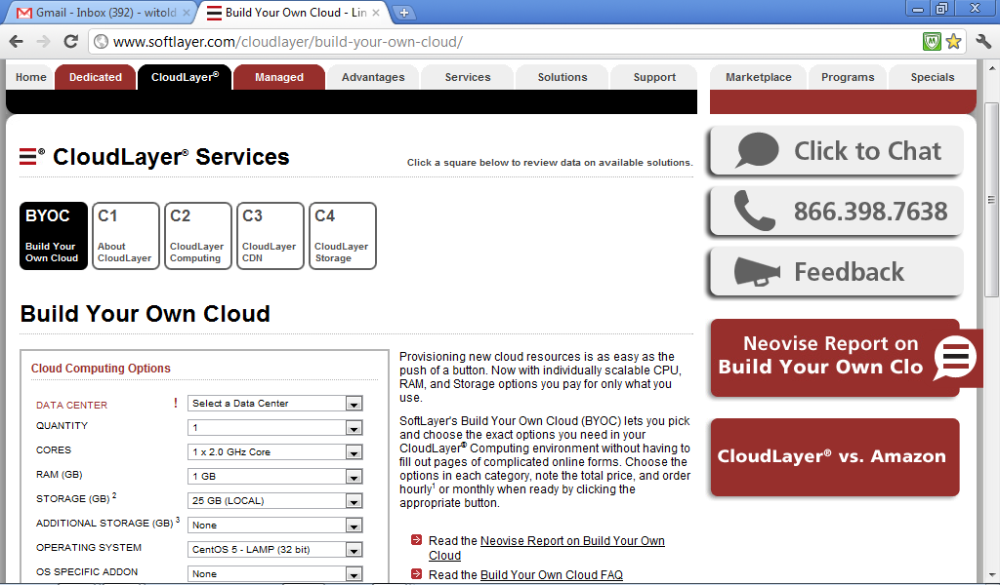 Gmail - Inbox (392) - witold
Build Your Own Cloud - Lin
www.softlayer.com/cloudlayer/build-your-own-cloud/
Home Dedicated CloudLayer® Managed Advantages Services Solutions Support Marketplace Programs Specials
® CloudLayer® Services
Click a square below to review data on available solutions.
BYOC
Build Your
Own Cloud
C1
About
CloudLayer
C2
CloudLayer
Computing
C3
CloudLayer
CDN
C4
CloudLayer
Storage
Build Your Own Cloud
Cloud Computing Options
DATA CENTER ! Select a Data Center
QUANTITY 1
CORES 1 x 2.0 GHz Core
RAM (GB) 1 GB
STORAGE (GB) 2 25 GB (LOCAL)
ADDITIONAL STORAGE (GB) 3 None
OPERATING SYSTEM CentOS 5 - LAMP (32 bit)
OS SPECIFIC ADDON None
Provisioning new cloud resources is as easy as the
push of a button. Now with individually scalable CPU,
RAM, and Storage options you pay for only what you
use.
SoftLayer's Build Your Own Cloud (BYOC) lets you pick
and choose the exact options you need in your
CloudLayer® Computing environment without having to
fill out pages of complicated online forms. Choose the
options in each category, note the total price, and order
hourly1 or monthly when ready by clicking the
appropriate button.
Read the Neovise Report on Build Your Own
Cloud
Read the Build Your Own Cloud FAQ
Click to Chat
866.398.7638
Feedback
Neovise Report on
Build Your Own Clo
CloudLayer® vs. Amazon